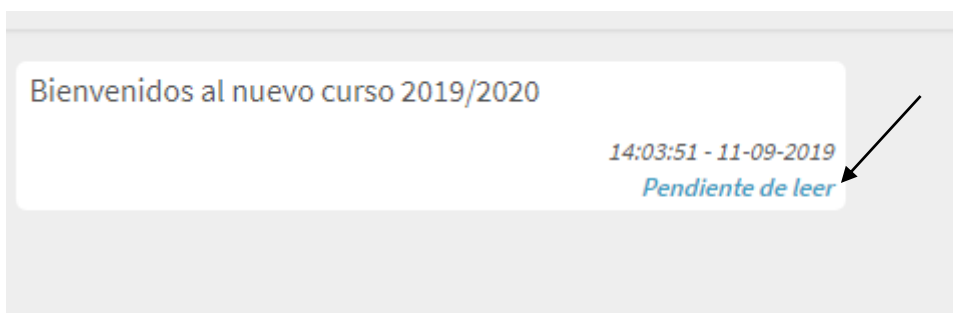 Bienvenidos al nuevo curso 2019/2020
14:03:51 - 11-09-2019
Pendiente de leer